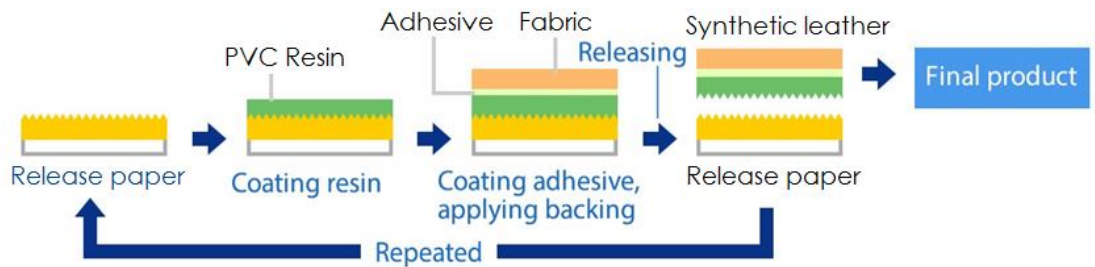 Adhesive
Fabric
Synthetic leather
PVC Resin
Releasing
Final product
Release paper
Coating resin
Coating adhesive,
applying backing
Release paper
Repeated